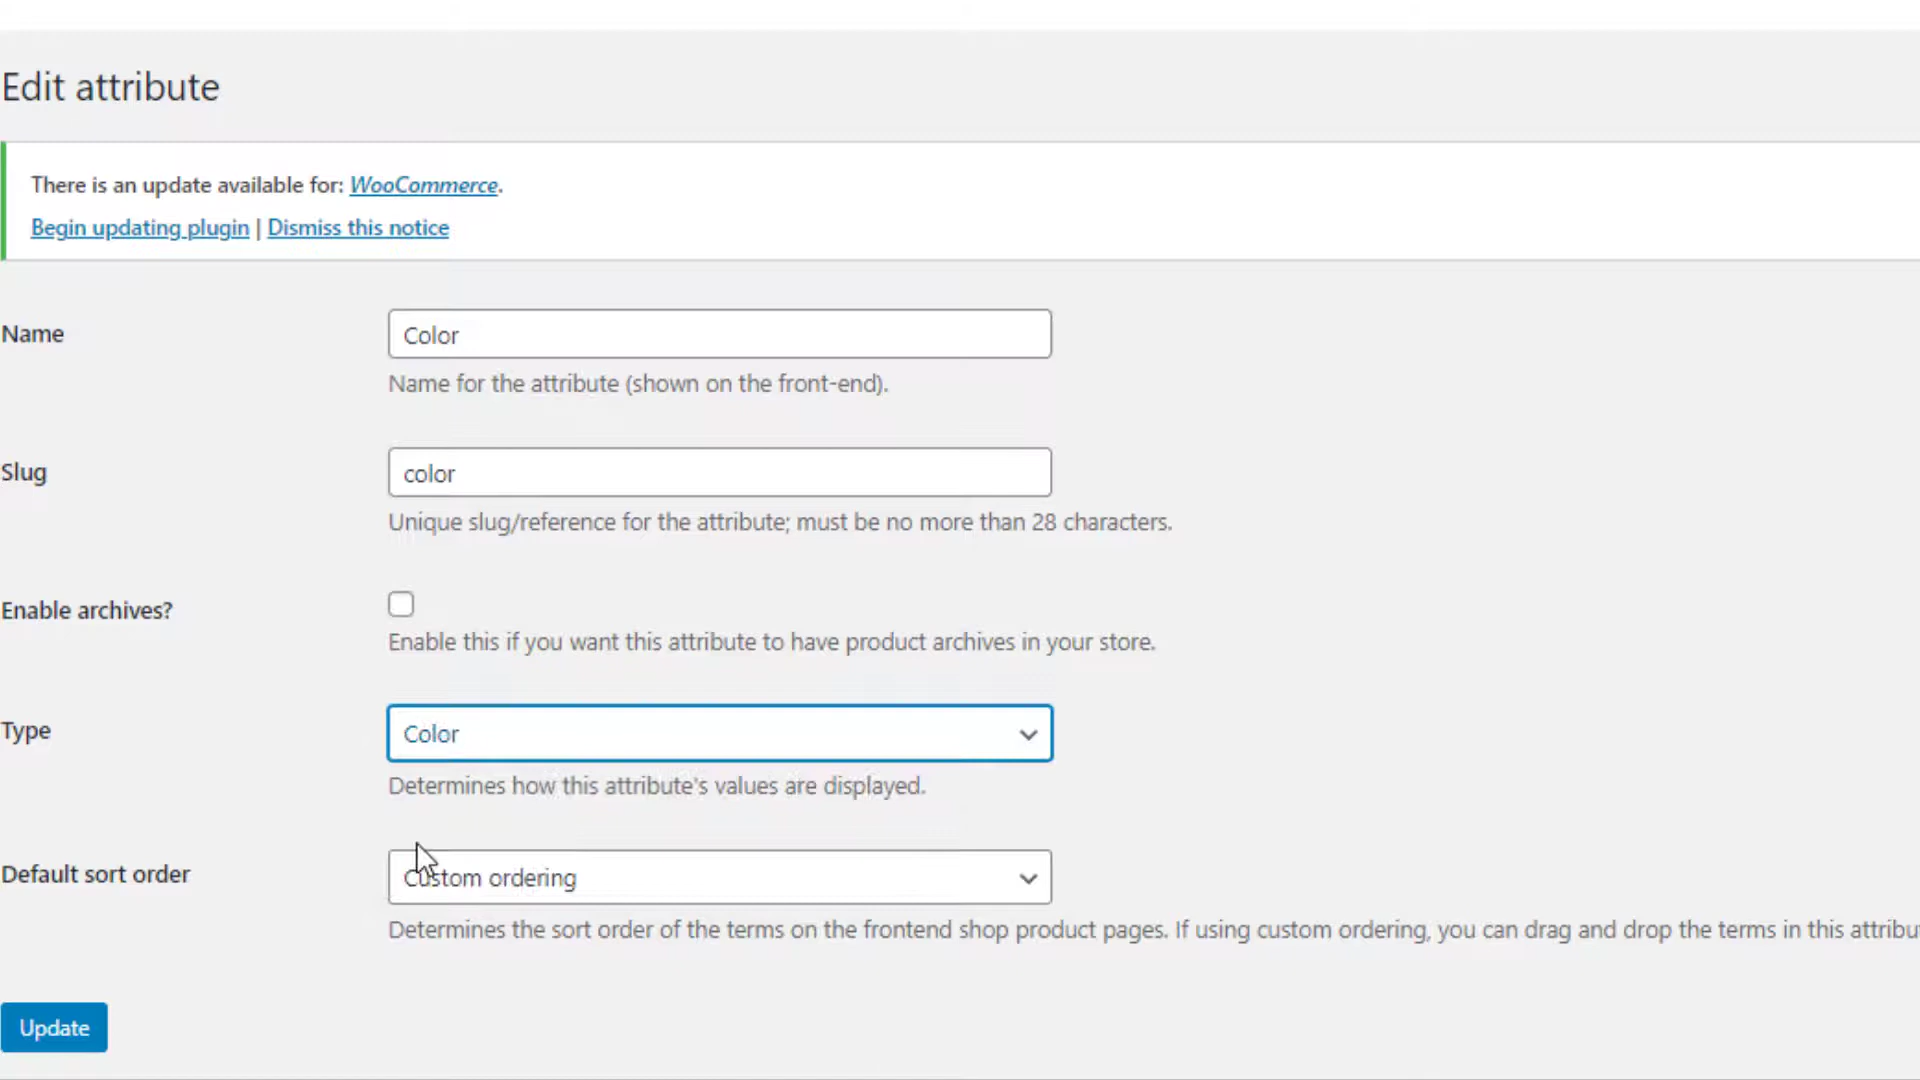 Edit attribute
There is an update available for: WooCommerce.
Begin updating plugin | Dismiss this notice
Name
Color
Name for the attribute (shown on the front-end).
Slug
color
Unique slug/reference for the attribute; must be no more than 28 characters.
Enable archives?
Enable this if you want this attribute to have product archives in your store.
Type
Color
Determines how this attribute's values are displayed.
Default sort order
Custom ordering
Determines the sort order of the terms on the frontend shop product pages. If using custom ordering, you can drag and drop the terms in this attribu
Update